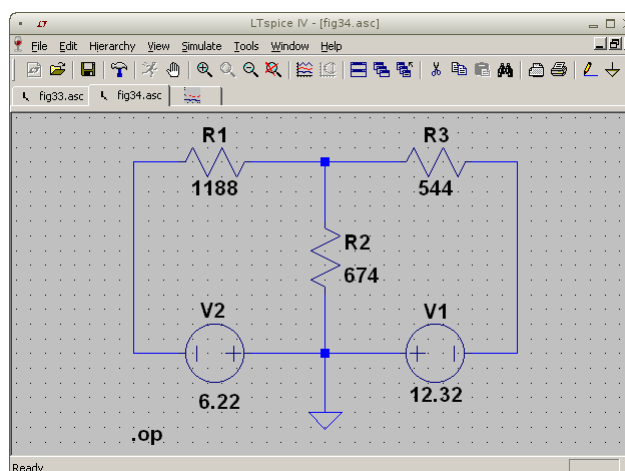 LTspice IV - [fig34.asc]
File Edit Hierarchy View Simulate Tools Window Help
fig33.asc fig34.asc
R1 R3
1188 544
R2
674
V2 V1
6.22 12.32
.op
Ready